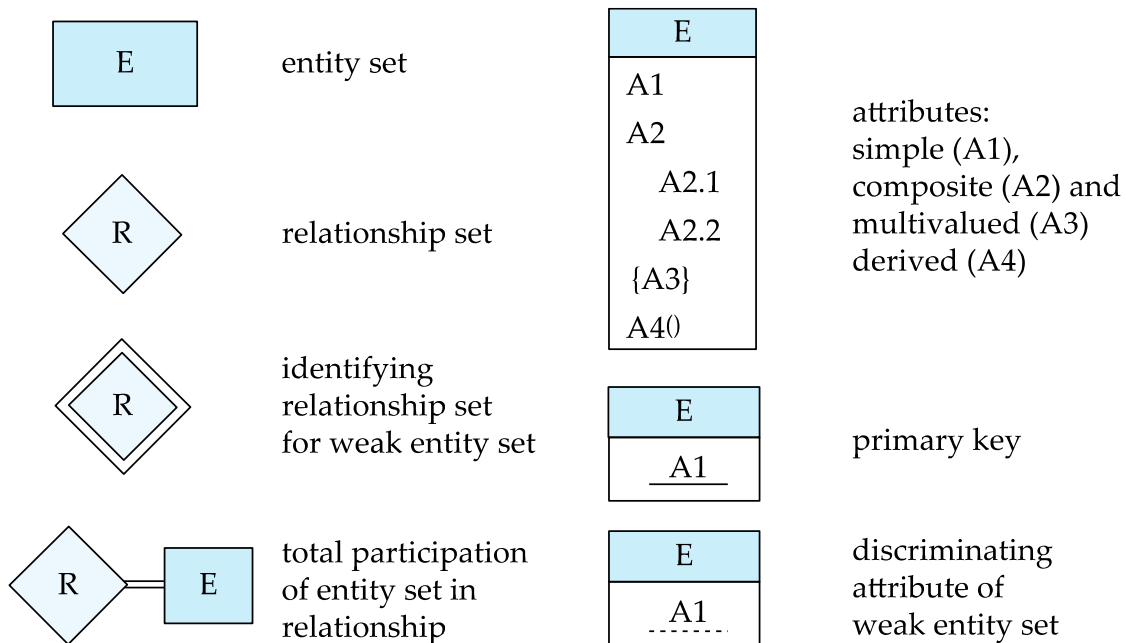 E
entity set
R
relationship set
R
identifying
relationship set
for weak entity set
R
E
total participation
of entity set in
relationship
E
A1
A2
A2.1
A2.2
{A3}
A4()
attributes:
simple (A1),
composite (A2) and
multivalued (A3)
derived (A4)
E
A1
primary key
E
A1
discriminating
attribute of
weak entity set